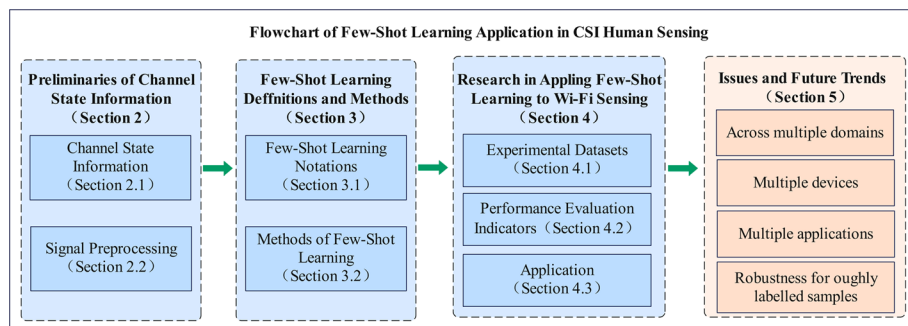 Flowchart of Few-Shot Learning Application in CSI Human Sensing
Preliminaries of Channel
State Information
（Section 2）
Channel State
Information
（Section 2.1）
Signal Preprocessing
（Section 2.2）
Few-Shot Learning
Deffnitions and Methods
（Section 3）
Few-Shot Learning
Notations
（Section 3.1）
Methods of Few-Shot
Learning
（Section 3.2）
Research in Appling Few-Shot
Learning to Wi-Fi Sensing
（Section 4）
Experimental Datasets
（Section 4.1）
Performance Evaluation
Indicators（Section 4.2）
Application
（Section 4.3）
Issues and Future Trends
（Section 5）
Across multiple domains
Multiple devices
Multiple applications
Robustness for oughly
labelled samples